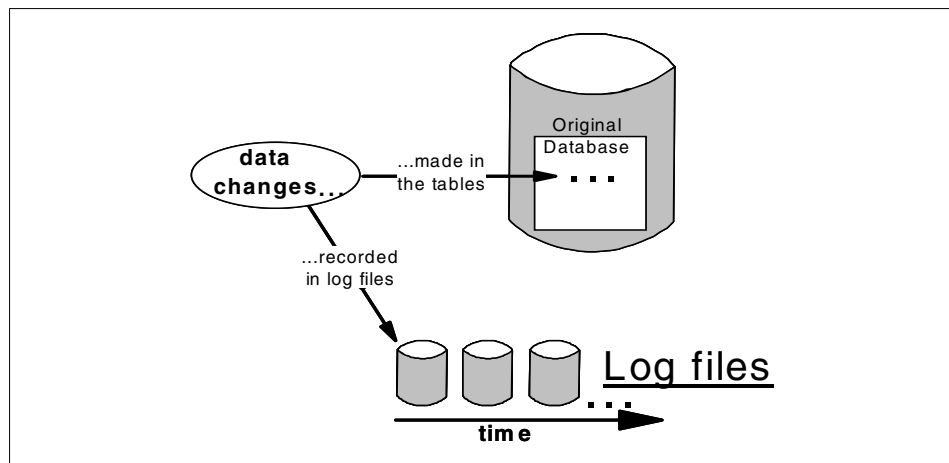 Original
Database
...
data
changes...
...made in
the tables
...recorded
in log files
Log files
...
time